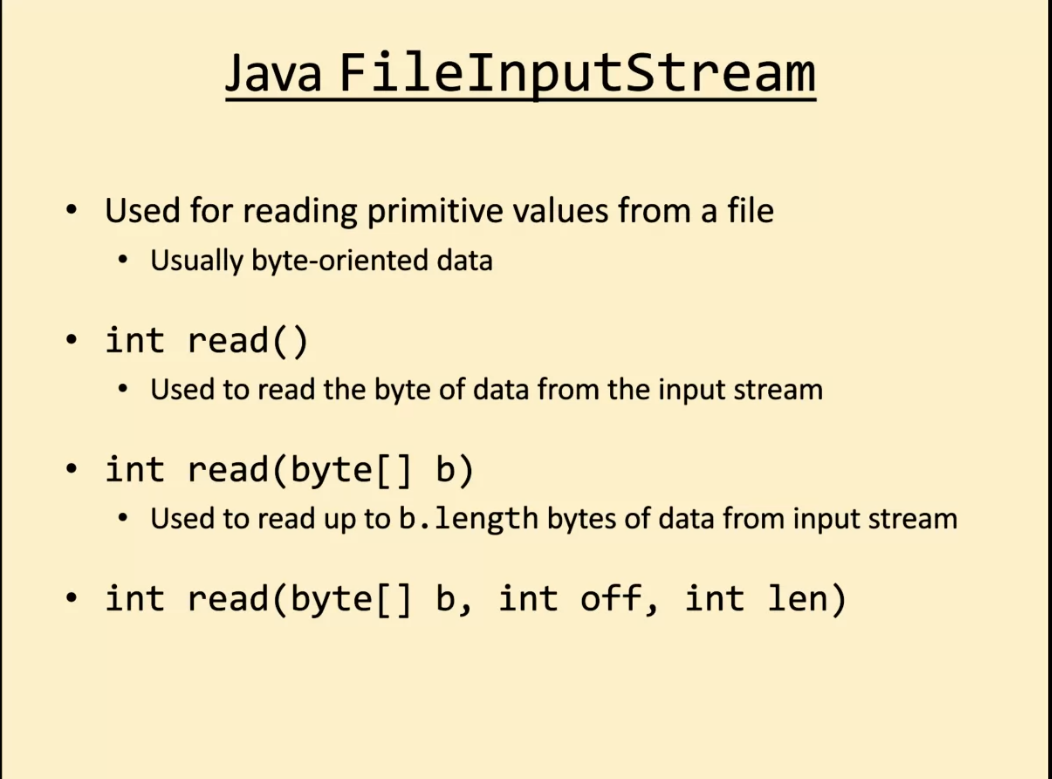 Java FileInputStream
• Used for reading primitive values from a file
• Usually byte-oriented data
• int read()
• Used to read the byte of data from the input stream
• int read(byte[] b)
• Used to read up to b.length bytes of data from input stream
• int read(byte[] b, int off, int len)